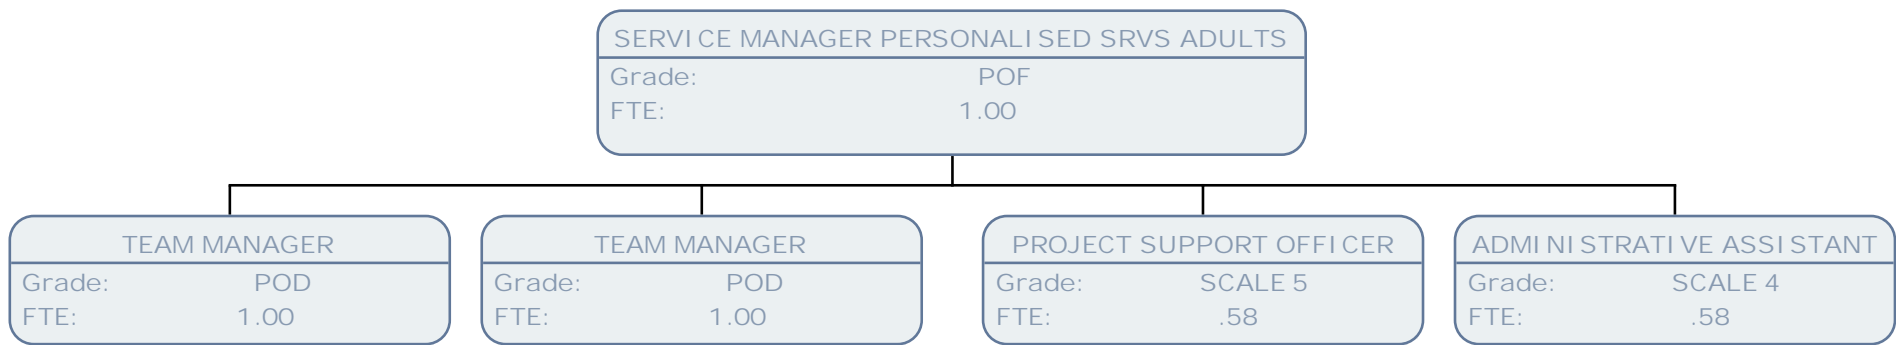 SERVICE MANAGER PERSONALISED SRVS ADULTS
Grade: POF
FTE: 1.00
TEAM MANAGER
Grade: POD
FTE: 1.00
TEAM MANAGER
Grade: POD
FTE: 1.00
PROJECT SUPPORT OFFICER
Grade: SCALE 5
FTE: .58
ADMINISTRATIVE ASSISTANT
Grade: SCALE 4
FTE: .58